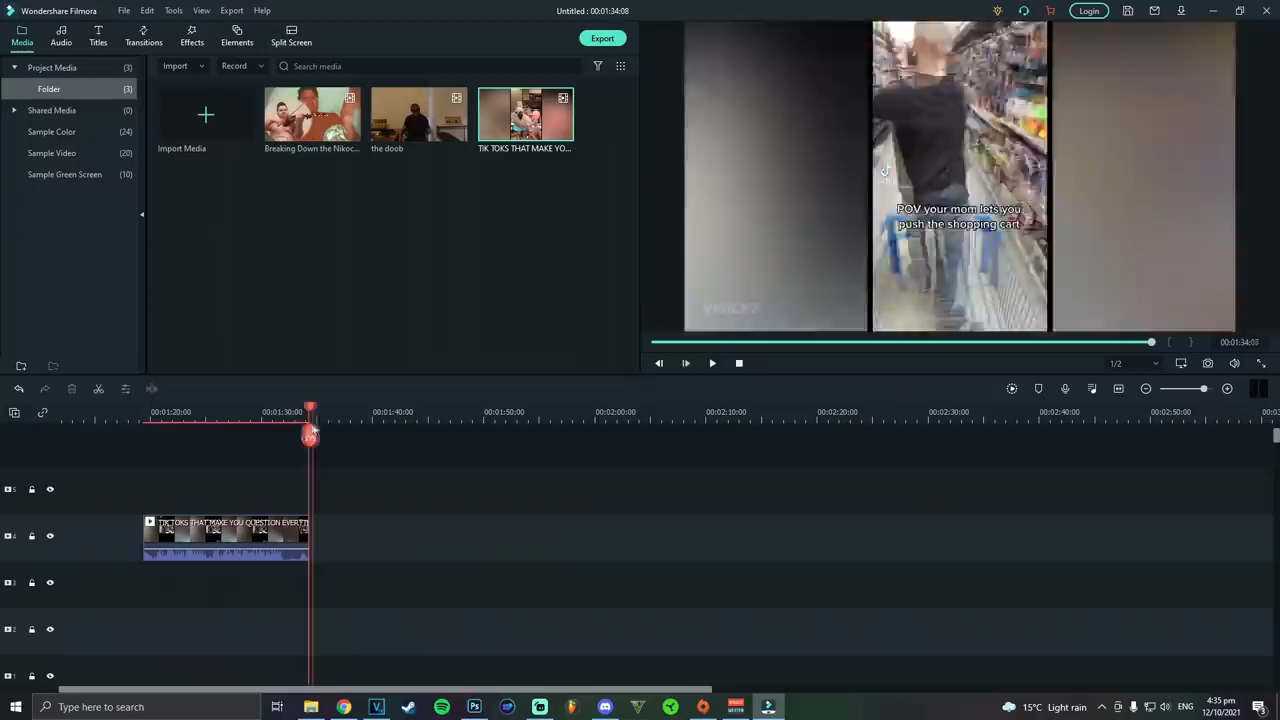 Wondershare Filmora
File
Edit
Tools
View
Export
Help
Untitled : 00:01:34:08
Login
Media
Audio
Titles
Transitions
Effects
Elements
Split Screen
Export
Project Media
(3)
Folder
(3)
Shared Media
(0)
Sample Color
(24)
Sample Video
(20)
Sample Green Screen
(10)
Import
Record
Search media
Import Media
Breaking Down the Nikoc...
the doob
TIK TOKS THAT MAKE YO...
POV your mom lets you
push the shopping cart
00:01:34:08
1/2
00:01:20:00
00:01:30:00
00:01:40:00
00:01:50:00
00:02:00:00
00:02:10:00
00:02:20:00
00:02:30:00
00:02:40:00
00:02:50:00
5
4
TIK TOKS THAT MAKE YOU QUESTION EVERYTH
3
2
1
Type here to search
15°C Light rain
ENG
4:35 pm
12/10/2021